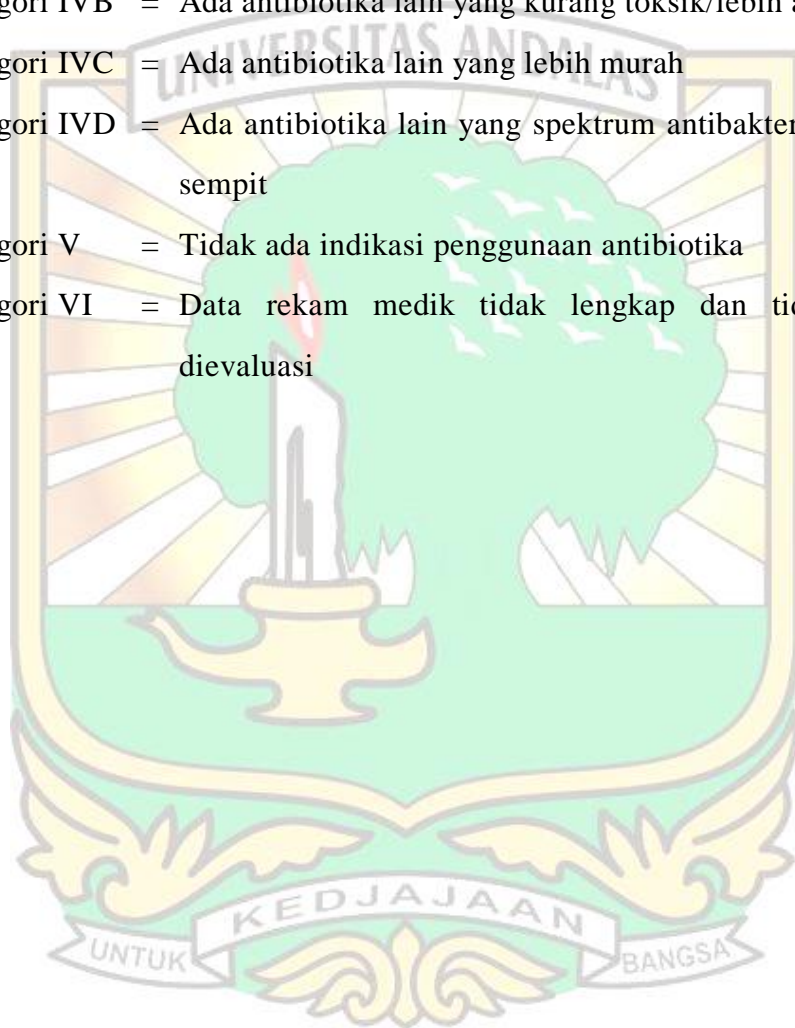 gori IVB = Ada antibiotika lain yang kurang toksik/lebih a
gori IVC = Ada antibiotika lain yang lebih murah
gori IVD = Ada antibiotika lain yang spektrum antibakter
sempit
gori V = Tidak ada indikasi penggunaan antibiotika
gori VI = Data rekam medik tidak lengkap dan tid
dievaluasi
UNIVERSITAS ANDALAS
UNTUK KEDJAJAAN BANGSA